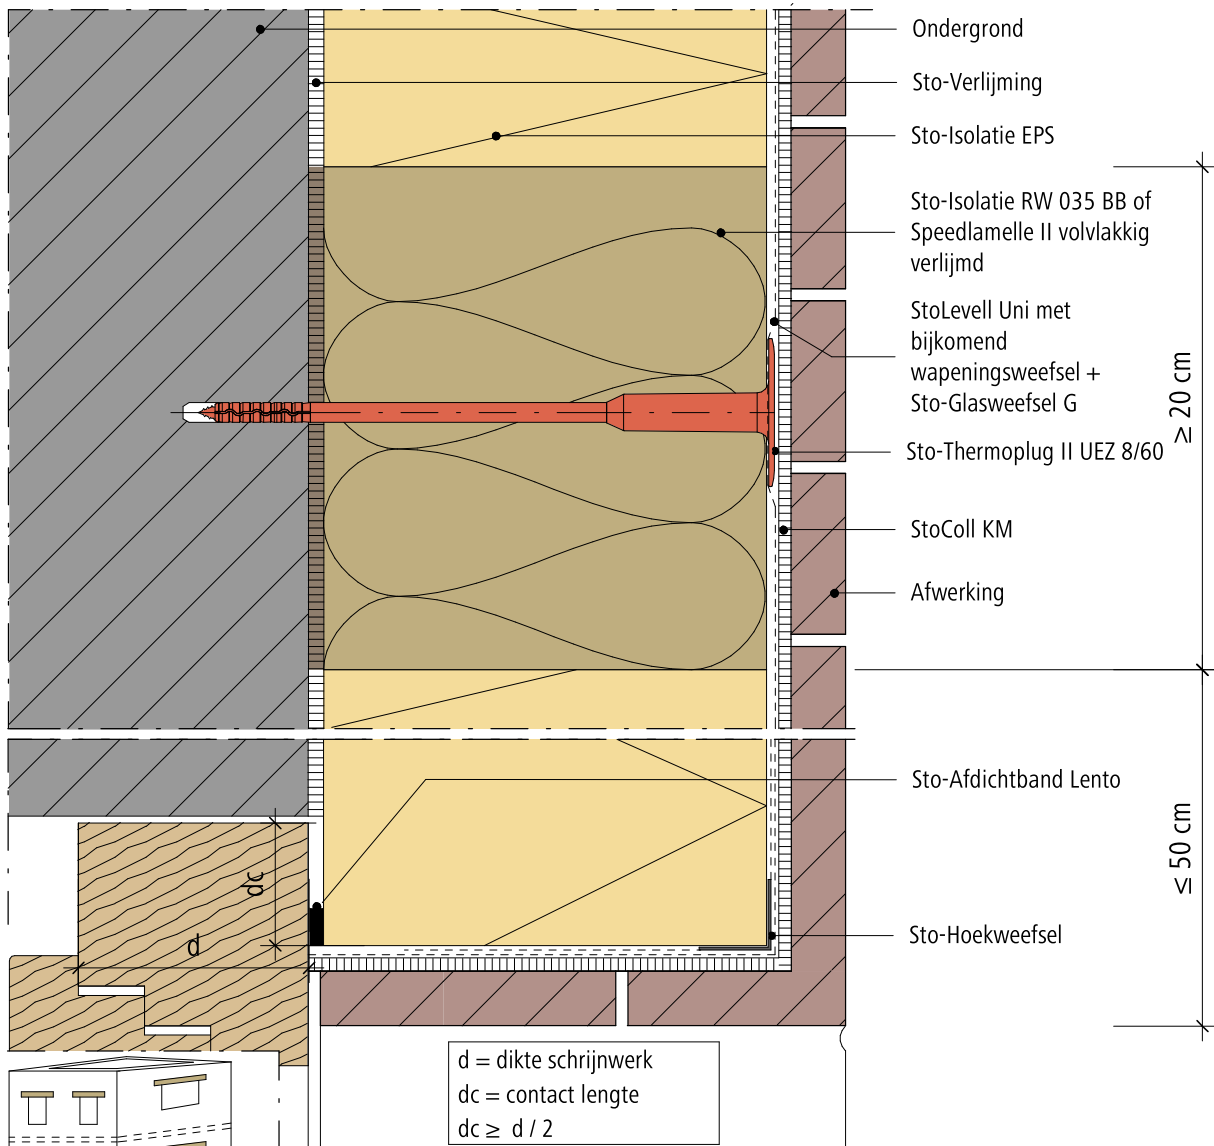 Ondergrond
Sto-Verlijming
Sto-Isolatie EPS
Sto-Isolatie RW 035 BB of
Speedlamelle II volvlakkig
verlijmd
StoLevell Uni met
bijkomend
wapeningsweefsel +
Sto-Glasweefsel G
≥ 20 cm
Sto-Thermoplug II UEZ 8/60
StoColl KM
Afwerking
Sto-Afdichtband Lento
≤ 50 cm
dc
d
Sto-Hoekweefsel
d = dikte schrijnwerk
dc = contact lengte
dc ≥ d / 2